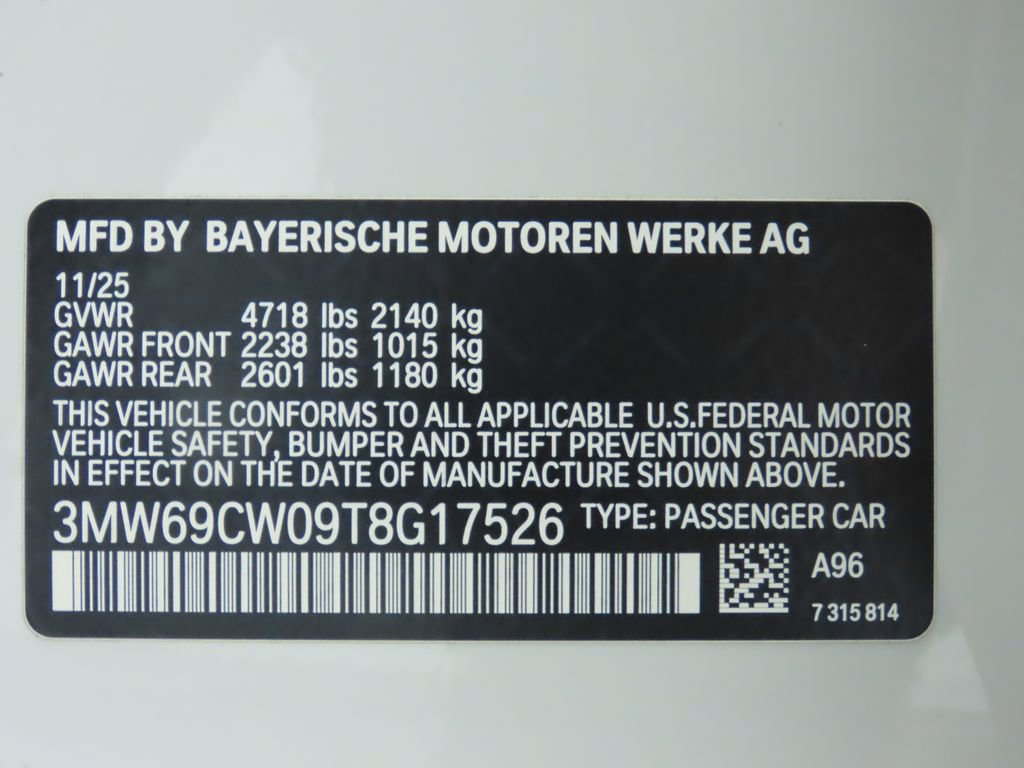 MFD BY BAYERISCHE MOTOREN WERKE AG
11/25
GVWR 4718 lbs 2140 kg
GAWR FRONT 2238 lbs 1015 kg
GAWR REAR 2601 lbs 1180 kg
THIS VEHICLE CONFORMS TO ALL APPLICABLE U.S.FEDERAL MOTOR
VEHICLE SAFETY, BUMPER AND THEFT PREVENTION STANDARDS
IN EFFECT ON THE DATE OF MANUFACTURE SHOWN ABOVE.
3MW69CW09T8G17526 TYPE: PASSENGER CAR
A96
7 315 814